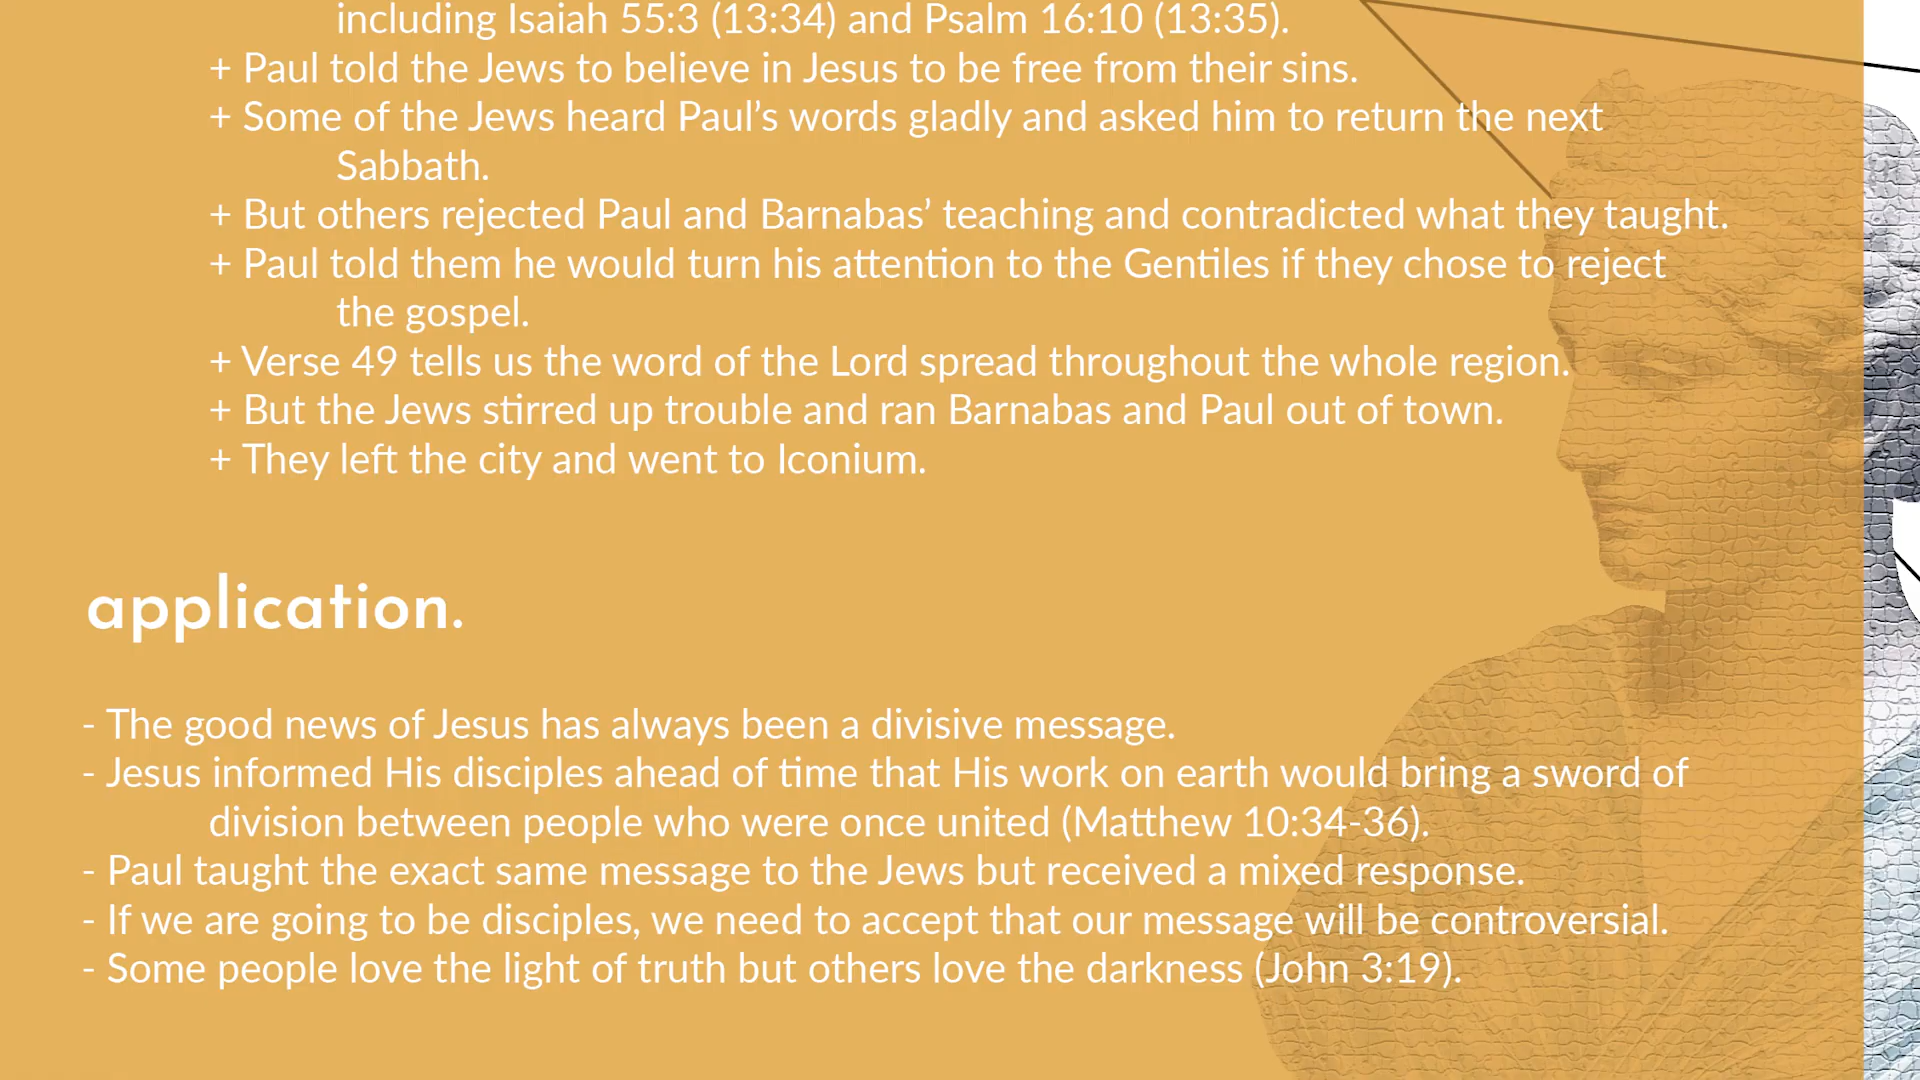 including Isaiah 55:3 (13:34) and Psalm 16:10 (13:35).
+ Paul told the Jews to believe in Jesus to be free from their sins.
+ Some of the Jews heard Paul’s words gladly and asked him to return the next
Sabbath.
+ But others rejected Paul and Barnabas’ teaching and contradicted what they taught.
+ Paul told them he would turn his attention to the Gentiles if they chose to reject
the gospel.
+ Verse 49 tells us the word of the Lord spread throughout the whole region.
+ But the Jews stirred up trouble and ran Barnabas and Paul out of town.
+ They left the city and went to Iconium.
application.
- The good news of Jesus has always been a divisive message.
- Jesus informed His disciples ahead of time that His work on earth would bring a sword of
division between people who were once united (Matthew 10:34-36).
- Paul taught the exact same message to the Jews but received a mixed response.
- If we are going to be disciples, we need to accept that our message will be controversial.
- Some people love the light of truth but others love the darkness (John 3:19).